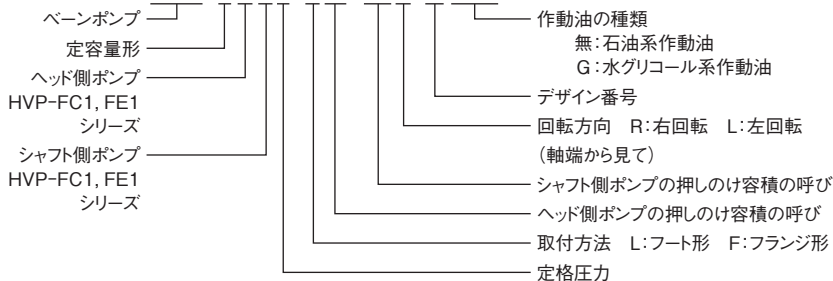 ベーンポンプ
定容量形
ヘッド側ポンプ
HVP-FC1, FE1
シリーズ
シャフト側ポンプ
HVP-FC1, FE1
シリーズ
作動油の種類
無：石油系作動油
G：水グリコール系作動油
デザイン番号
回転方向　R：右回転　L：左回転
（軸端から見て）
シャフト側ポンプの押しのけ容積の呼び
ヘッド側ポンプの押しのけ容積の呼び
取付方法　L：フート形　F：フランジ形
定格圧力